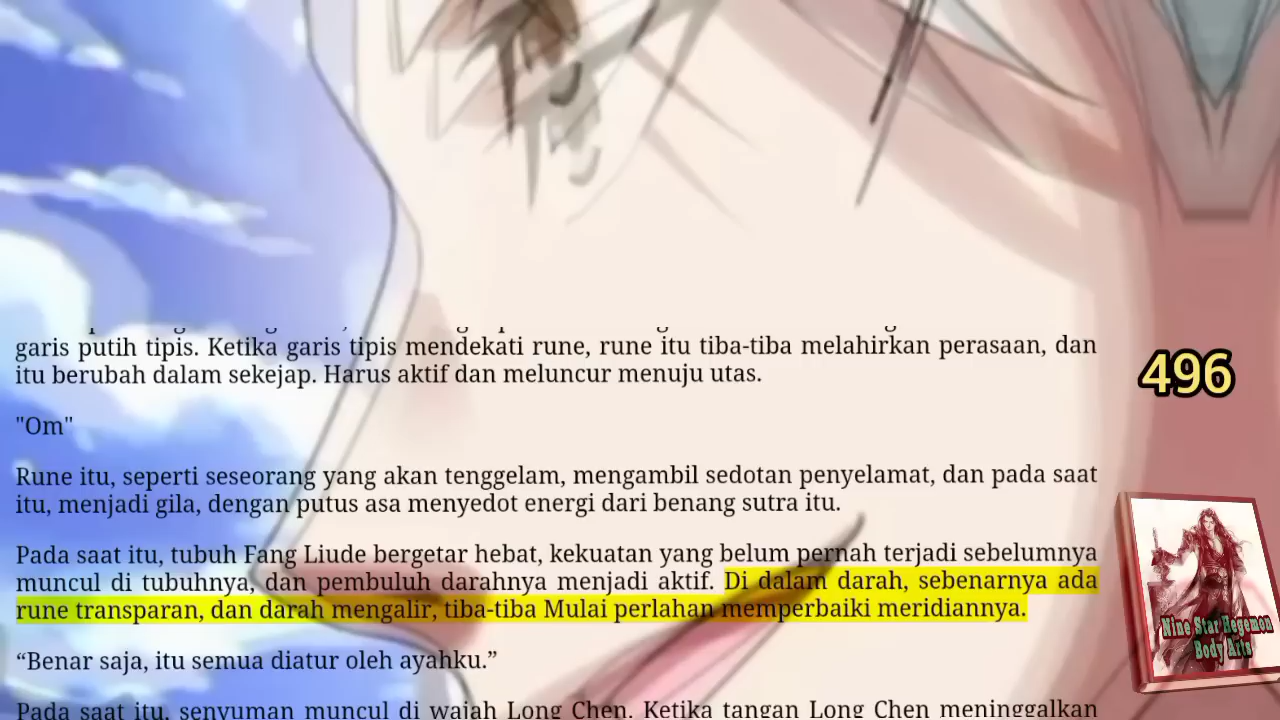 garis putih tipis. Ketika garis tipis mendekati rune, rune itu tiba-tiba melahirkan perasaan, dan
itu berubah dalam sekejap. Harus aktif dan meluncur menuju utas.
"Om"
Rune itu, seperti seseorang yang akan tenggelam, mengambil sedotan penyelamat, dan pada saat
itu, menjadi gila, dengan putus asa menyedot energi dari benang sutra itu.
Pada saat itu, tubuh Fang Liude bergetar hebat, kekuatan yang belum pernah terjadi sebelumnya
muncul di tubuhnya, dan pembuluh darahnya menjadi aktif. Di dalam darah, sebenarnya ada
rune transparan, dan darah mengalir, tiba-tiba Mulai perlahan memperbaiki meridiannya.
“Benar saja, itu semua diatur oleh ayahku.”
Pada saat itu, senyuman muncul di wajah Long Chen. Ketika tangan Long Chen meninggalkan
496
Nine Star Hegemon
Body Arts